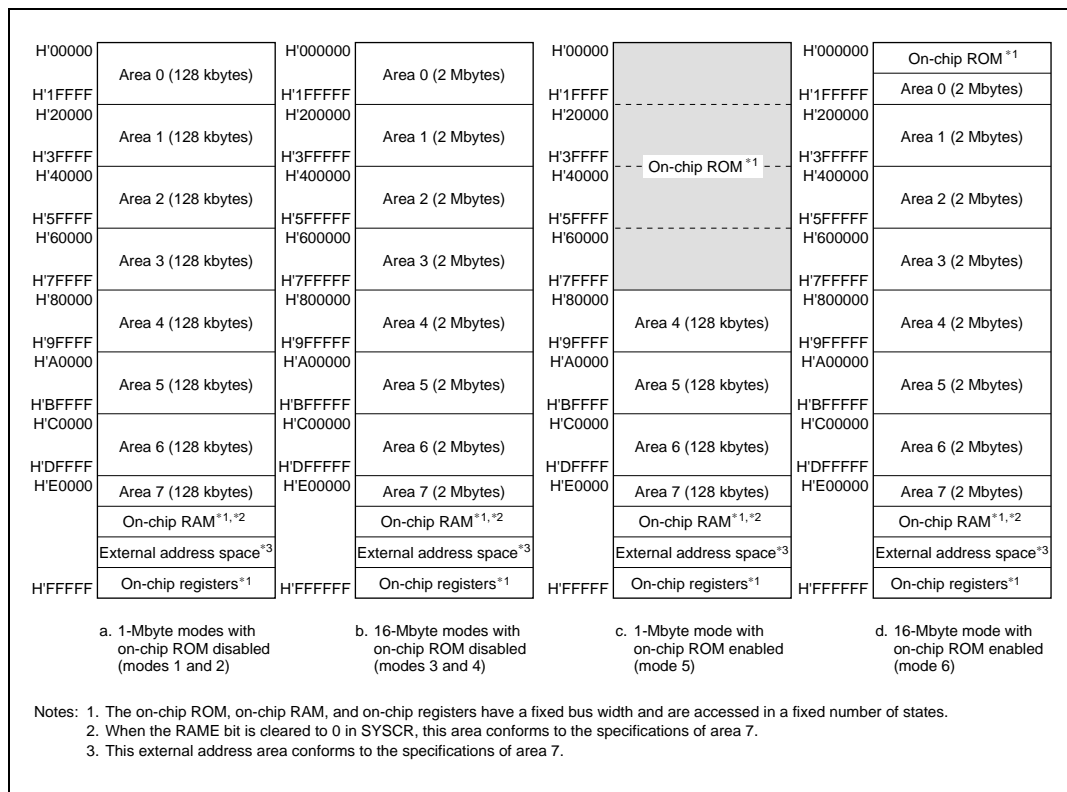 H'00000
Area 0 (128 kbytes)
H'1FFFF
H'20000
Area 1 (128 kbytes)
H'3FFFF
H'40000
Area 2 (128 kbytes)
H'5FFFF
H'60000
Area 3 (128 kbytes)
H'7FFFF
H'80000
Area 4 (128 kbytes)
H'9FFFF
H'A0000
Area 5 (128 kbytes)
H'BFFFF
H'C0000
Area 6 (128 kbytes)
H'DFFFF
H'E0000
Area 7 (128 kbytes)
On-chip RAM*1,*2
External address space*3
On-chip registers*1
H'FFFFF
a. 1-Mbyte modes with
on-chip ROM disabled
(modes 1 and 2)
H'000000
Area 0 (2 Mbytes)
H'1FFFFF
H'200000
Area 1 (2 Mbytes)
H'3FFFFF
H'400000
Area 2 (2 Mbytes)
H'5FFFFF
H'600000
Area 3 (2 Mbytes)
H'7FFFFF
H'800000
Area 4 (2 Mbytes)
H'9FFFFF
H'A00000
Area 5 (2 Mbytes)
H'BFFFFF
H'C00000
Area 6 (2 Mbytes)
H'DFFFFF
H'E00000
Area 7 (2 Mbytes)
On-chip RAM*1,*2
External address space*3
On-chip registers*1
H'FFFFFF
b. 16-Mbyte modes with
on-chip ROM disabled
(modes 3 and 4)
H'00000
H'1FFFF
H'20000
On-chip ROM*1
H'3FFFF
H'40000
H'5FFFF
H'60000
H'7FFFF
H'80000
Area 4 (128 kbytes)
H'9FFFF
H'A0000
Area 5 (128 kbytes)
H'BFFFF
H'C0000
Area 6 (128 kbytes)
H'DFFFF
H'E0000
Area 7 (128 kbytes)
On-chip RAM*1,*2
External address space*3
On-chip registers*1
H'FFFFF
c. 1-Mbyte mode with
on-chip ROM enabled
(mode 5)
H'000000
On-chip ROM*1
Area 0 (2 Mbytes)
H'1FFFFF
H'200000
Area 1 (2 Mbytes)
H'3FFFFF
H'400000
Area 2 (2 Mbytes)
H'5FFFFF
H'600000
Area 3 (2 Mbytes)
H'7FFFFF
H'800000
Area 4 (2 Mbytes)
H'9FFFFF
H'A00000
Area 5 (2 Mbytes)
H'BFFFFF
H'C00000
Area 6 (2 Mbytes)
H'DFFFFF
H'E00000
Area 7 (2 Mbytes)
On-chip RAM*1,*2
External address space*3
On-chip registers*1
H'FFFFFF
d. 16-Mbyte mode with
on-chip ROM enabled
(mode 6)
Notes: 1. The on-chip ROM, on-chip RAM, and on-chip registers have a fixed bus width and are accessed in a fixed number of states.
2. When the RAME bit is cleared to 0 in SYSCR, this area conforms to the specifications of area 7.
3. This external address area conforms to the specifications of area 7.